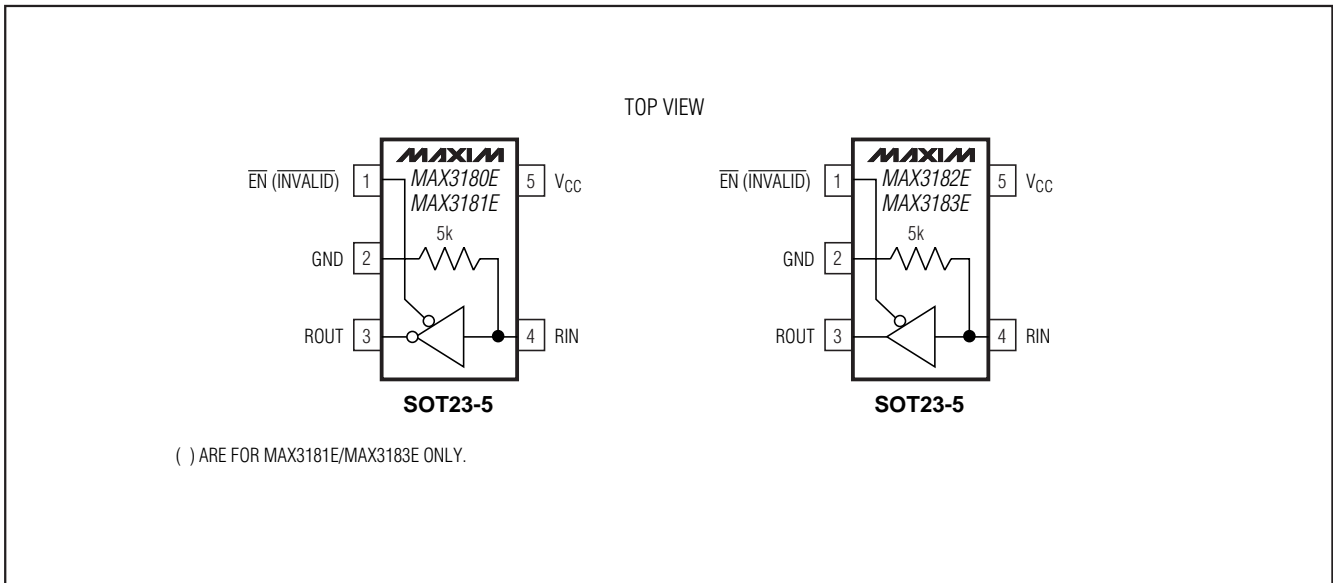 TOP VIEW
MAXIM
MAX3180E
MAX3181E
5k
EN (INVALID) 1
5 VCC
GND 2
ROUT 3
4 RIN
SOT23-5
MAXIM
MAX3182E
MAX3183E
5k
EN (INVALID) 1
5 VCC
GND 2
ROUT 3
4 RIN
SOT23-5
( ) ARE FOR MAX3181E/MAX3183E ONLY.